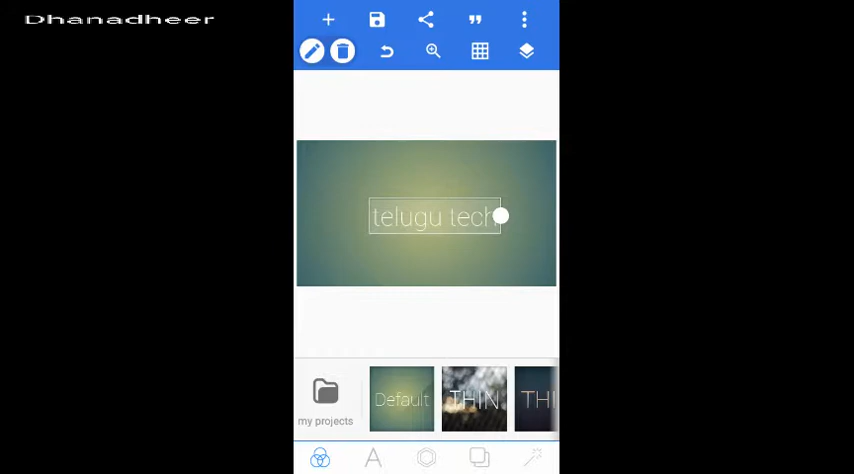 Dhanadheer
telugu tech
my projects
Default
THIN
THI